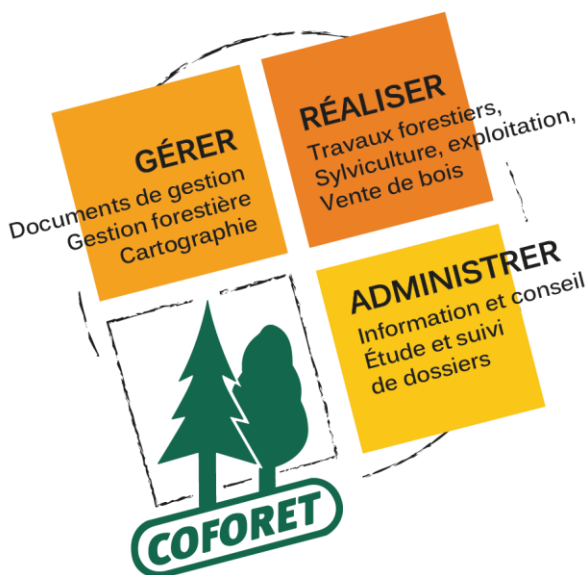 GÉRER
Documents de gestion
Gestion forestière
Cartographie
RÉALISER
Travaux forestiers,
Sylviculture, exploitation,
Vente de bois
ADMINISTRER
Information et conseil
Étude et suivi
de dossiers
COFORET